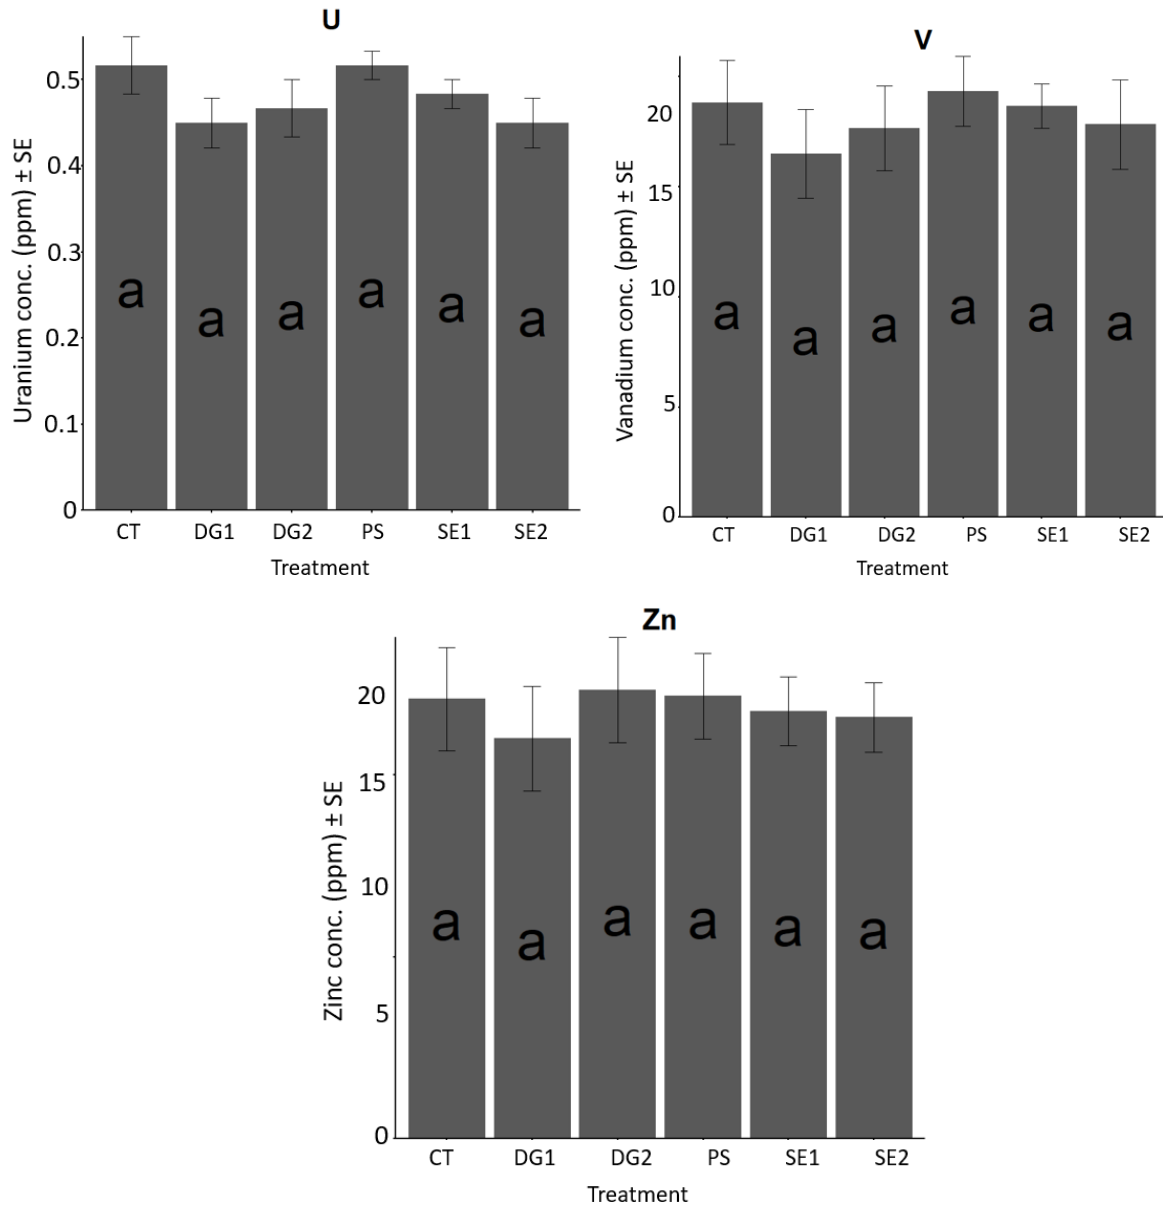 U
Uranium conc. (ppm) ± SE
0.5
0.4
0.3
0.2
0.1
0
a
a
a
a
a
a
CT DG1 DG2 PS SE1 SE2
Treatment
V
Vanadium conc. (ppm) ± SE
20
15
10
5
0
a
a
a
a
a
a
CT DG1 DG2 PS SE1 SE2
Treatment
Zn
Zinc conc. (ppm) ± SE
20
15
10
5
0
a
a
a
a
a
a
CT DG1 DG2 PS SE1 SE2
Treatment